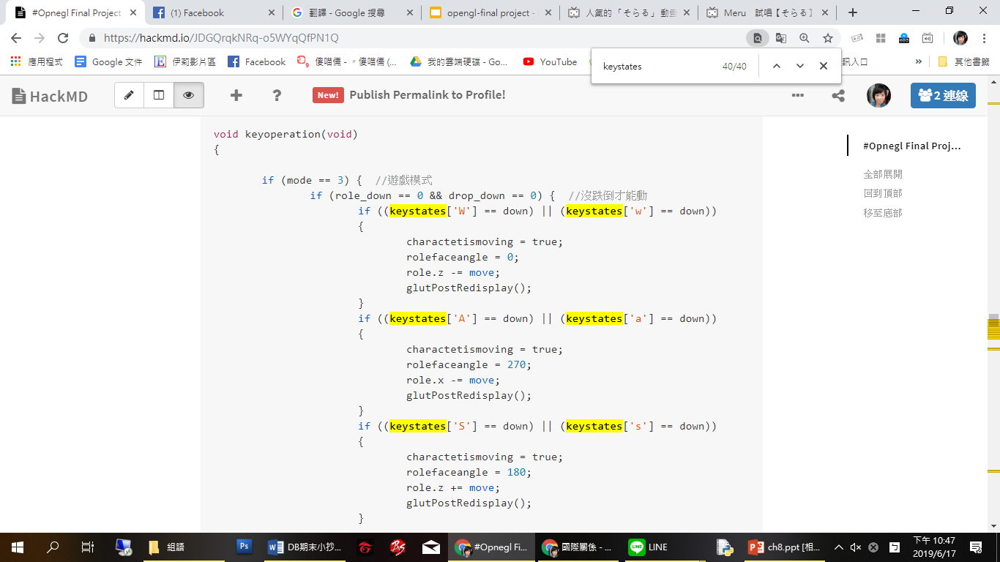 #Opnegl Final Project
(1) Facebook
翻譯 - Google 搜尋
opengl-final project -
人氣的「そらる」動畫
Meru 試唱【そらる】
https://hackmd.io/JDGQrqkNRq-o5WYqQfPN1Q
應用程式
Google 文件
伊莉影片區
Facebook
傻喵儒 - 〃傻喵儒 (...
我的雲端硬碟 - Go...
YouTube
訊入口
»
其他書籤
keystates
40/40
HackMD
New!
Publish Permalink to Profile!
2 連線
void keyoperation(void)
{
if (mode == 3) { //遊戲模式
if (role_down == 0 && drop_down == 0) { //沒跌倒才能動
if ((keystates['W'] == down) || (keystates['w'] == down))
{
charactetismoving = true;
rolefaceangle = 0;
role.z -= move;
glutPostRedisplay();
}
if ((keystates['A'] == down) || (keystates['a'] == down))
{
charactetismoving = true;
rolefaceangle = 270;
role.x -= move;
glutPostRedisplay();
}
if ((keystates['S'] == down) || (keystates['s'] == down))
{
charactetismoving = true;
rolefaceangle = 180;
role.z += move;
glutPostRedisplay();
}
#Opnegl Final Proj...
全部展開
回到頂部
移至底部
組語
Ps
DB期末小抄...
#Opnegl Fi...
國際關係 - ...
LINE
ch8.ppt [相...
下午 10:47
2019/6/17